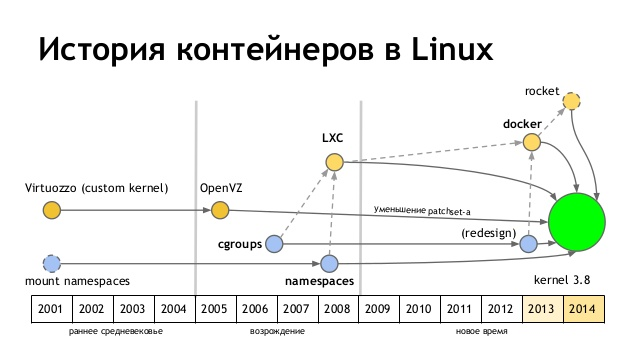 История контейнеров в Linux
rocket
docker
LXC
Virtuozzo (custom kernel)
OpenVZ
уменьшение patchset-а
(redesign)
cgroups
mount namespaces
namespaces
kernel 3.8
2001 2002 2003 2004 2005 2006 2007 2008 2009 2010 2011 2012 2013 2014
раннее средневековье
возрождение
новое время